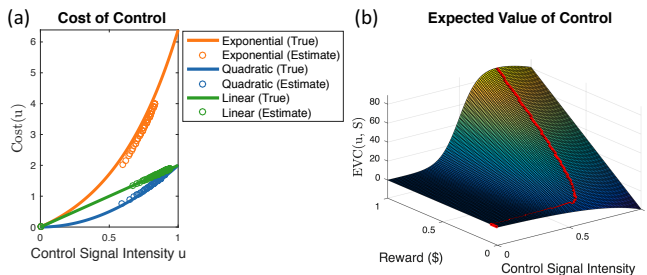 (a)
Cost of Control
Cost(u)
6
5
4
3
2
1
0
0
0.5
1
Control Signal Intensity u
Exponential (True)
Exponential (Estimate)
Quadratic (True)
Quadratic (Estimate)
Linear (True)
Linear (Estimate)
(b)
Expected Value of Control
EVC(u, S)
80
60
40
20
0
1
0.5
0
Reward ($)
0
0.5
1
Control Signal Intensity